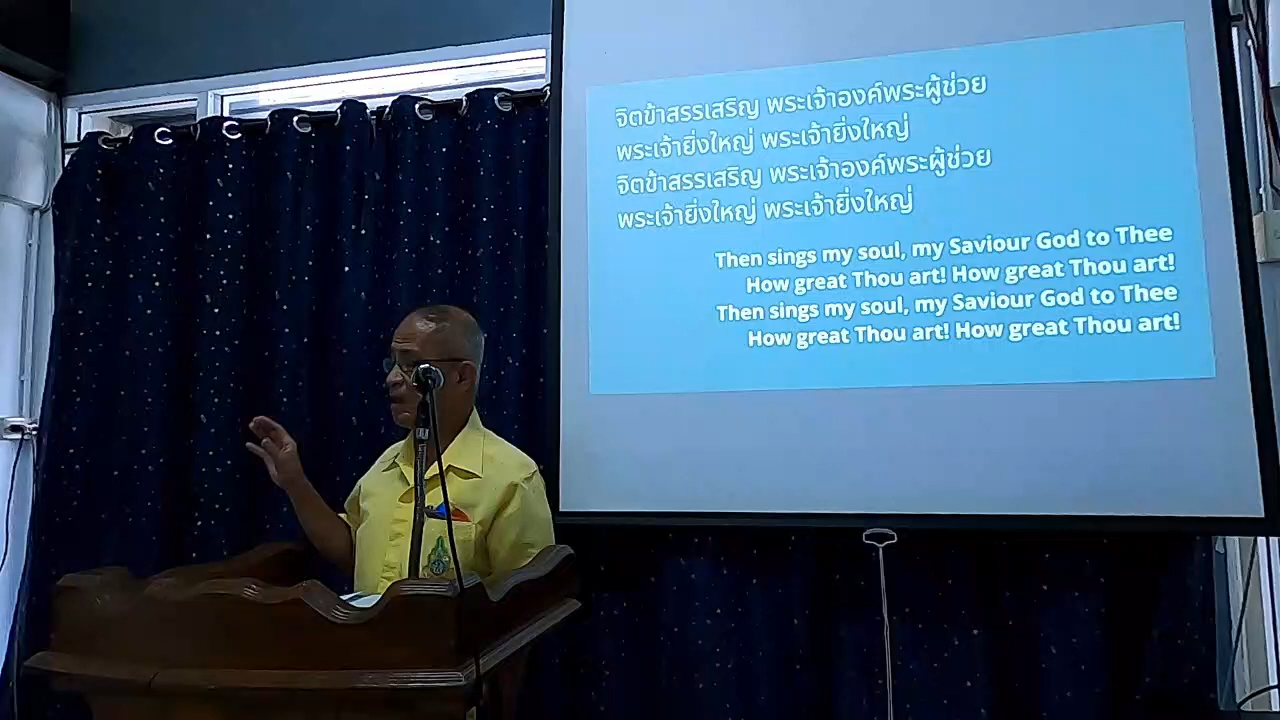 จิตข้าสรรเสริญ พระเจ้าองค์พระผู้ช่วย
พระเจ้ายิ่งใหญ่ พระเจ้ายิ่งใหญ่
จิตข้าสรรเสริญ พระเจ้าองค์พระผู้ช่วย
พระเจ้ายิ่งใหญ่ พระเจ้ายิ่งใหญ่
Then sings my soul, my Saviour God to Thee
How great Thou art! How great Thou art!
Then sings my soul, my Saviour God to Thee
How great Thou art! How great Thou art!